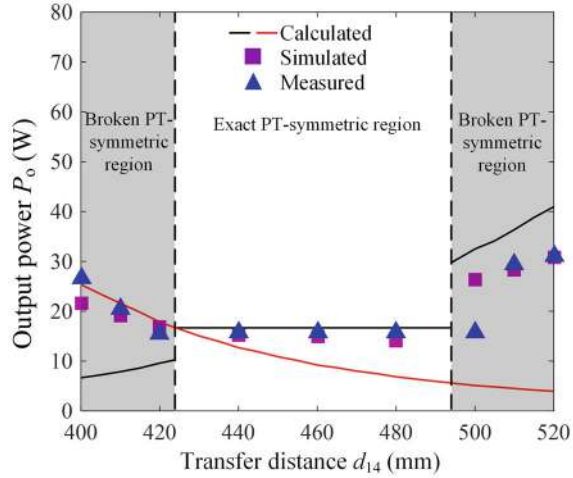 80
70
60
50
40
30
20
10
0
Output power Pₒ (W)
Calculated
Simulated
Measured
Broken PT-
symmetric
region
Exact PT-symmetric region
Broken PT-
symmetric
region
400 420 440 460 480 500 520
Transfer distance d₁₄ (mm)